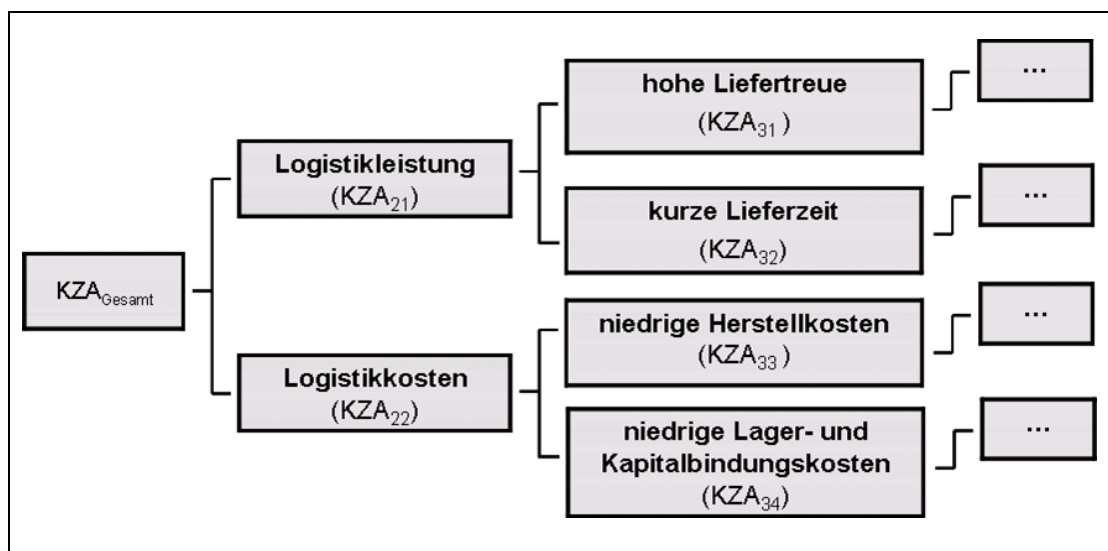 KZA_Gesamt
Logistikleistung
(KZA₂₁)
Logistikkosten
(KZA₂₂)
hohe Liefertreue
(KZA₃₁ )
kurze Lieferzeit
(KZA₃₂)
niedrige Herstellkosten
(KZA₃₃ )
niedrige Lager- und
Kapitalbindungskosten
(KZA₃₄)
...
...
...
...